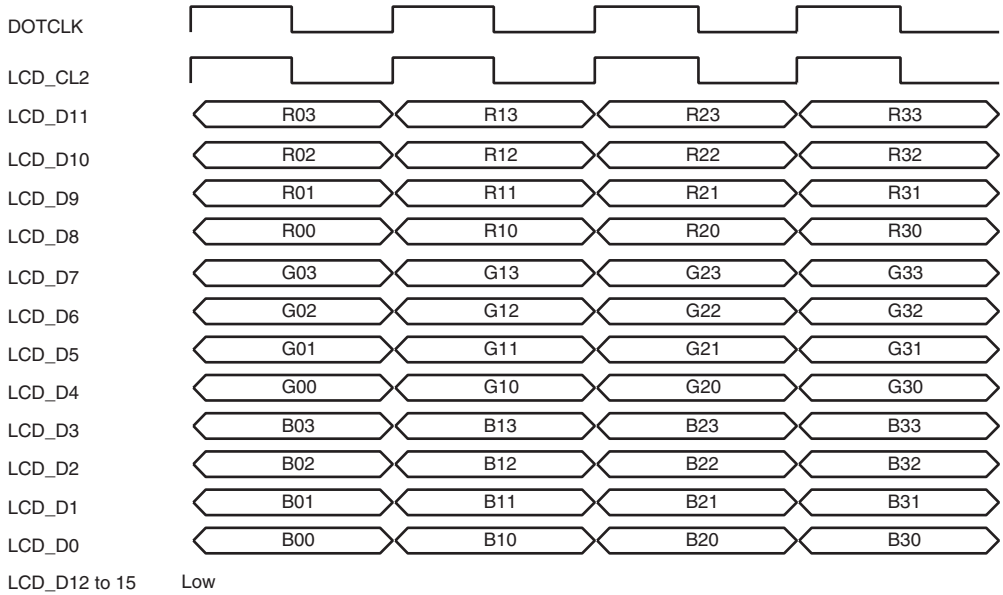 DOTCLK
LCD_CL2
LCD_D11 R03 R13 R23 R33
LCD_D10 R02 R12 R22 R32
LCD_D9 R01 R11 R21 R31
LCD_D8 R00 R10 R20 R30
LCD_D7 G03 G13 G23 G33
LCD_D6 G02 G12 G22 G32
LCD_D5 G01 G11 G21 G31
LCD_D4 G00 G10 G20 G30
LCD_D3 B03 B13 B23 B33
LCD_D2 B02 B12 B22 B32
LCD_D1 B01 B11 B21 B31
LCD_D0 B00 B10 B20 B30
LCD_D12 to 15 Low